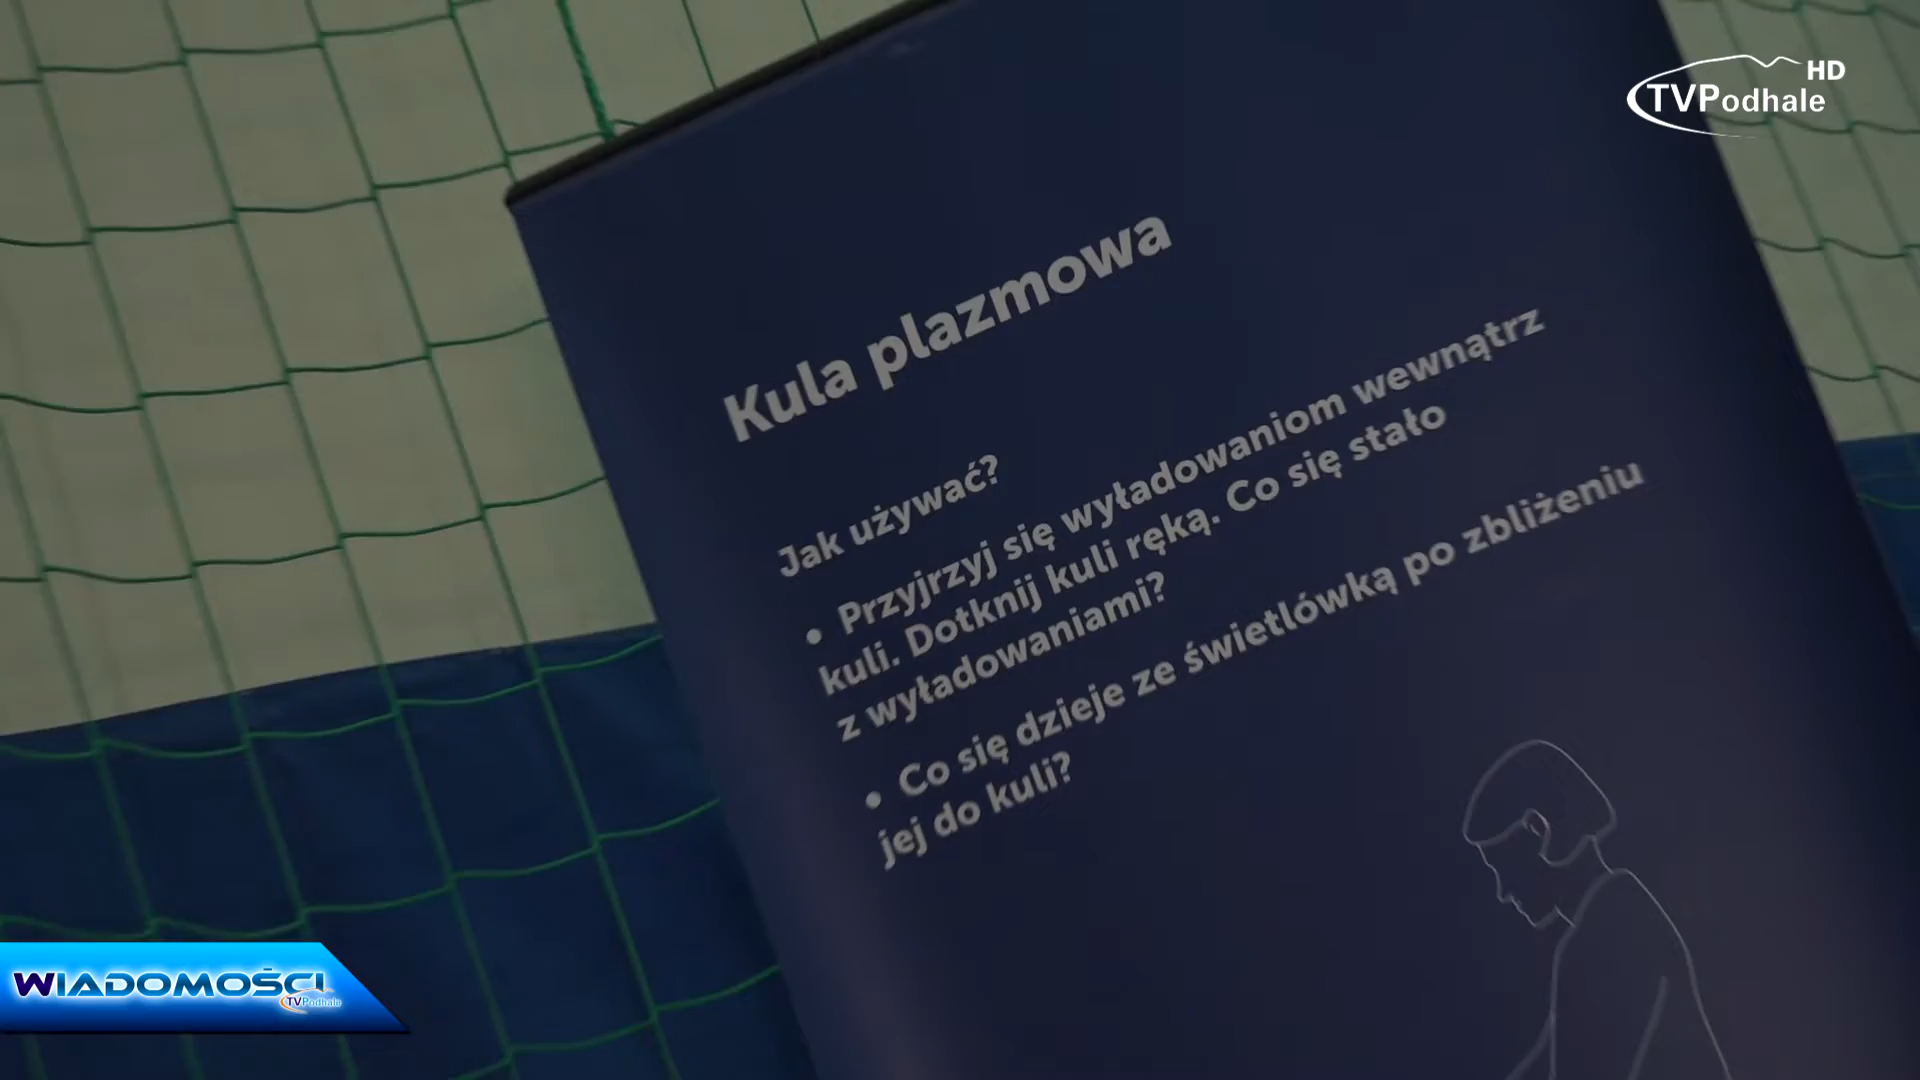 HD
TVPodhale
Kula plazmowa
Jak używać?
• Przyjrzyj się wyładowaniom wewnątrz
kuli. Dotknij kuli ręką. Co się stało
z wyładowaniami?
• Co się dzieje ze świetlówką po zbliżeniu
jej do kuli?
WIADOMOŚCI
TVPodhale